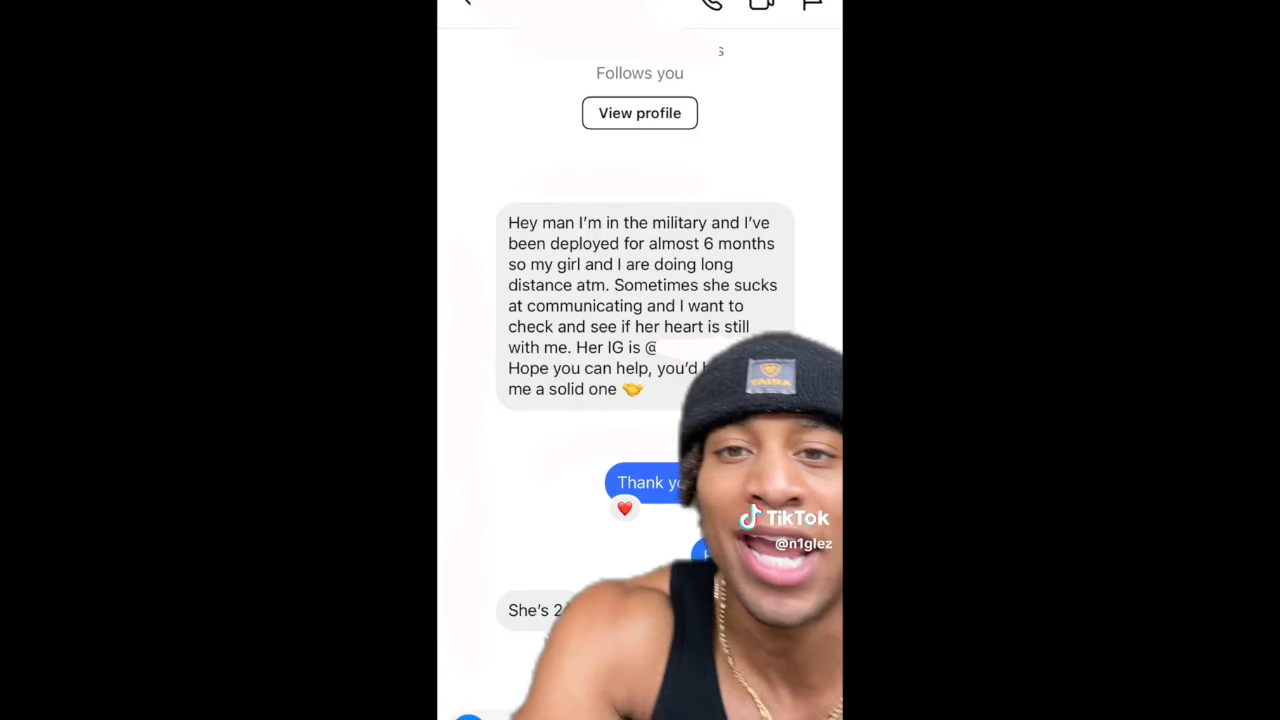 s
Follows you
View profile
Hey man I'm in the military and I've
been deployed for almost 6 months
so my girl and I are doing long
distance atm. Sometimes she sucks
at communicating and I want to
check and see if her heart is still
with me. Her IG is @
Hope you can help, you'd
me a solid one 🤝
Thank
She's
TikTok
@n1glez